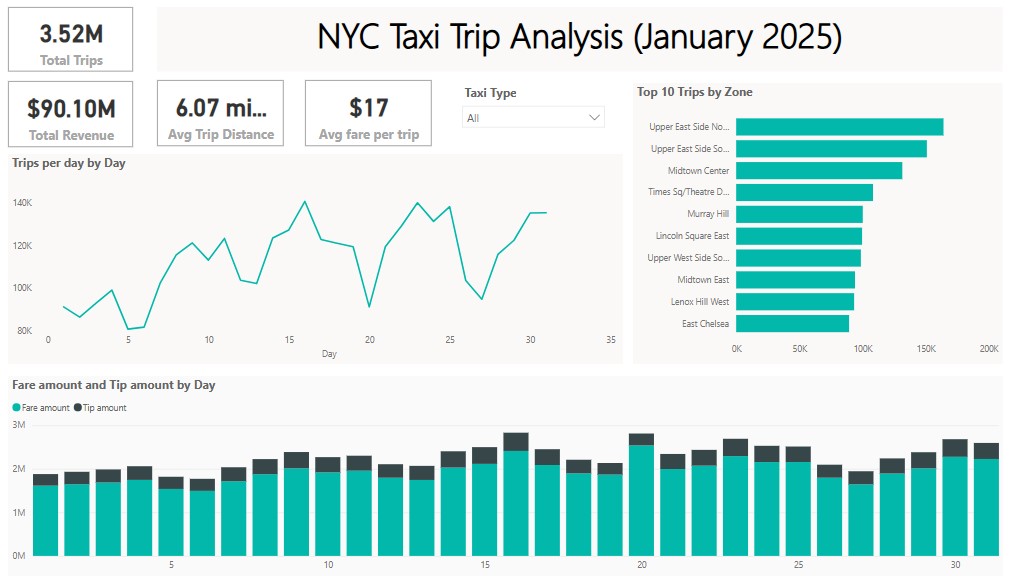 3.52M
Total Trips
NYC Taxi Trip Analysis (January 2025)
$90.10M
Total Revenue
6.07 mi...
Avg Trip Distance
$17
Avg fare per trip
Taxi Type
All
Top 10 Trips by Zone
Upper East Side No...
Upper East Side So...
Midtown Center
Times Sq/Theatre D...
Murray Hill
Lincoln Square East
Upper West Side So...
Midtown East
Lenox Hill West
East Chelsea
0K 50K 100K 150K 200K
Trips per day by Day
140K
120K
100K
80K
0 5 10 15 20 25 30 35
Day
Fare amount and Tip amount by Day
Fare amount Tip amount
3M
2M
1M
0M
5 10 15 20 25 30